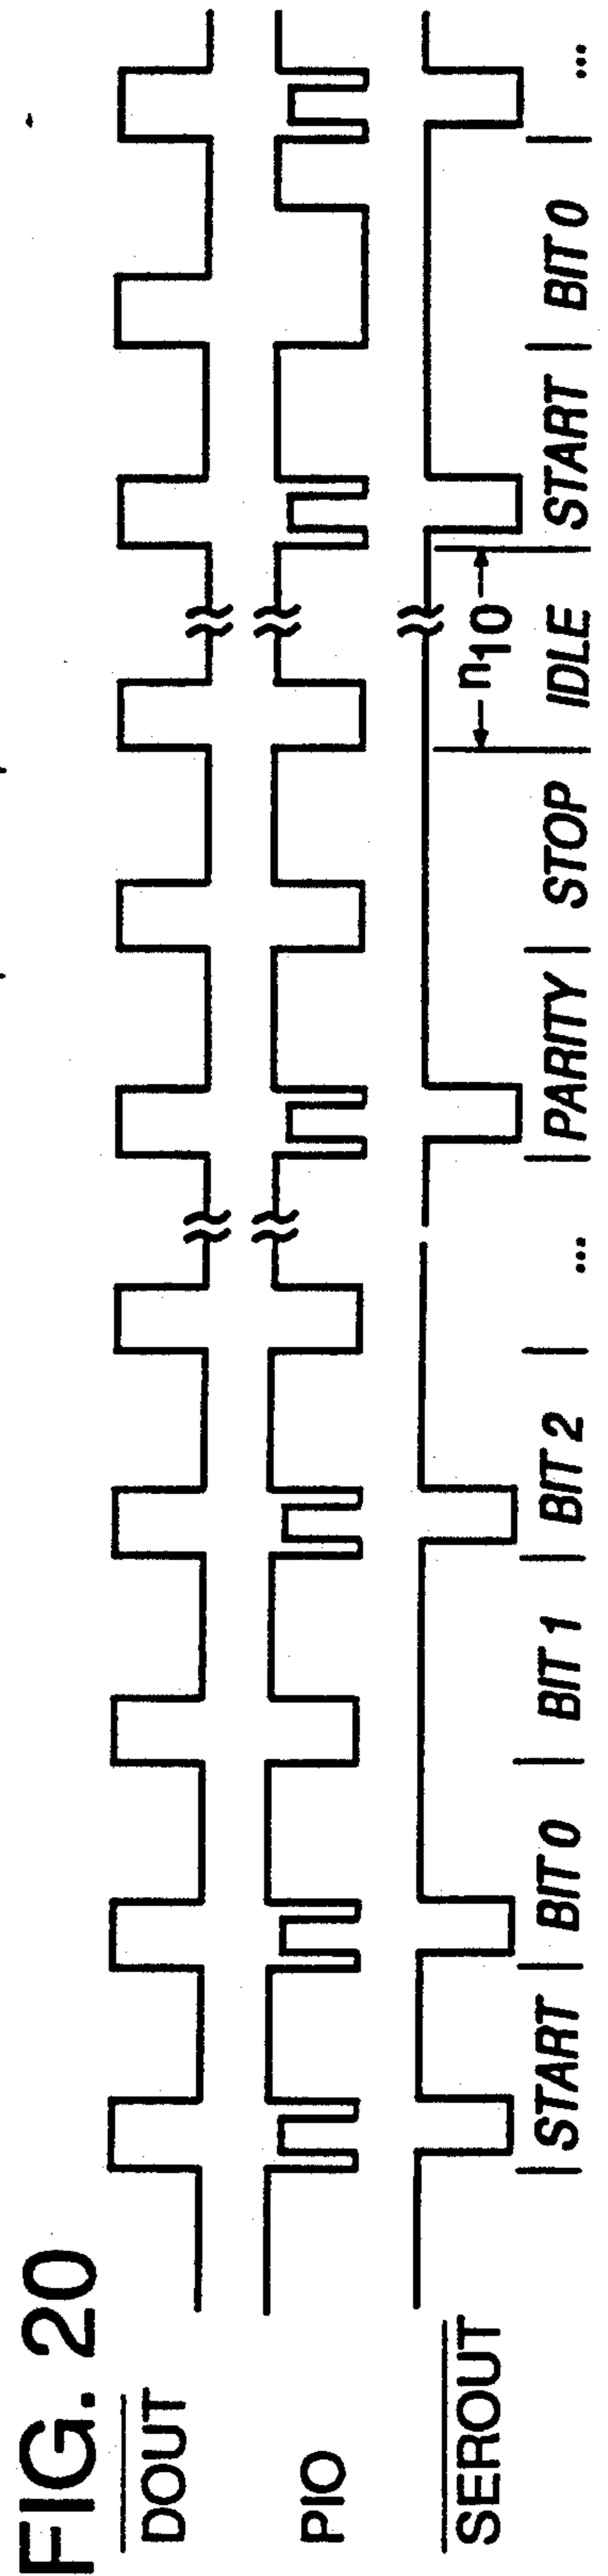 FIG. 20
DOUT
PIO
SEROUT
n10
| START | BIT 0 | BIT 1 | BIT 2 | ... | PARITY | STOP | IDLE | START | BIT 0 | ...